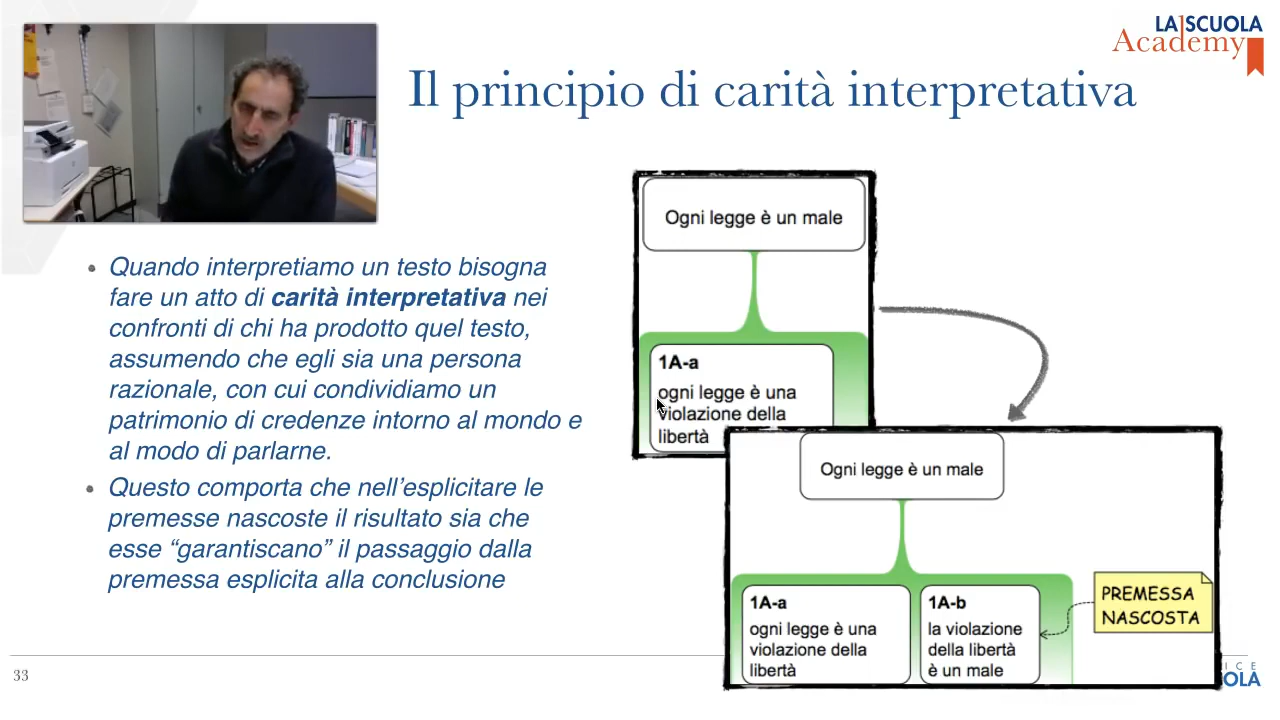 LA SCUOLA
Academy
Il principio di carità interpretativa
• Quando interpretiamo un testo bisogna
fare un atto di carità interpretativa nei
confronti di chi ha prodotto quel testo,
assumendo che egli sia una persona
razionale, con cui condividiamo un
patrimonio di credenze intorno al mondo e
al modo di parlarne.
• Questo comporta che nell’esplicitare le
premesse nascoste il risultato sia che
esse “garantiscano” il passaggio dalla
premessa esplicita alla conclusione
Ogni legge è un male
1A-a
ogni legge è una
violazione della
libertà
Ogni legge è un male
1A-a
ogni legge è una
violazione della
libertà
1A-b
la violazione
della libertà
è un male
PREMESSA
NASCOSTA
33
ICE
OLA